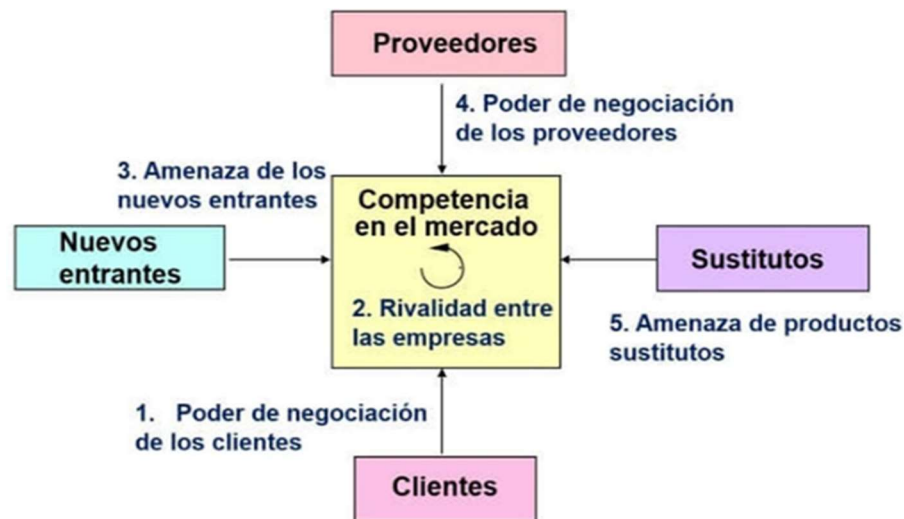 Proveedores
4. Poder de negociación
de los proveedores
3. Amenaza de los
nuevos entrantes
Competencia
en el mercado
Nuevos
entrantes
Sustitutos
2. Rivalidad entre
las empresas
5. Amenaza de productos
sustitutos
1. Poder de negociación
de los clientes
Clientes